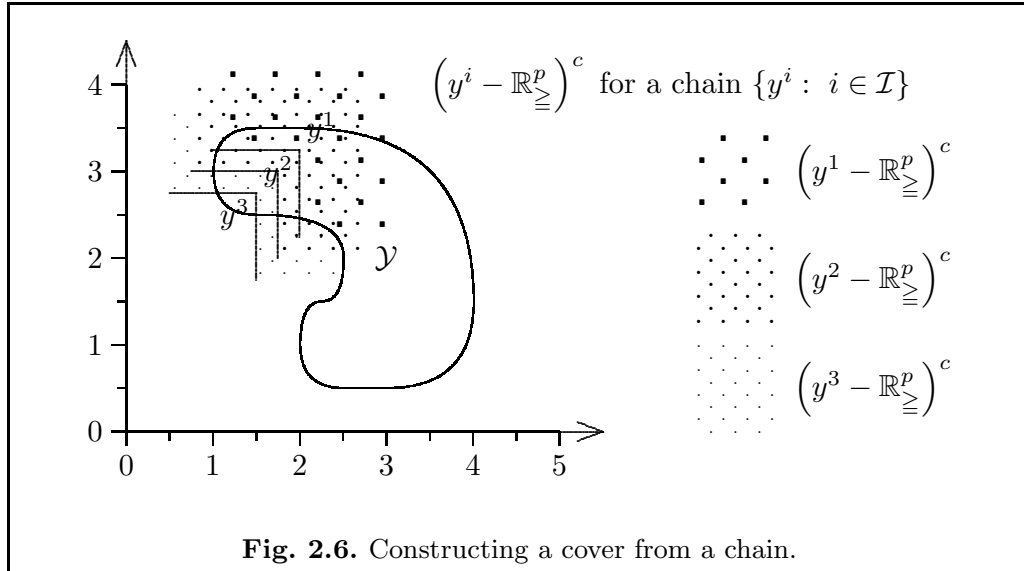 (y^i − ℝ^p_≧)^c for a chain {y^i : i ∈ ℐ}
4
3
2
1
0
0 1 2 3 4 5
y^1
y^2
y^3
𝒴
(y^1 − ℝ^p_≧)^c
(y^2 − ℝ^p_≧)^c
(y^3 − ℝ^p_≧)^c
Fig. 2.6. Constructing a cover from a chain.